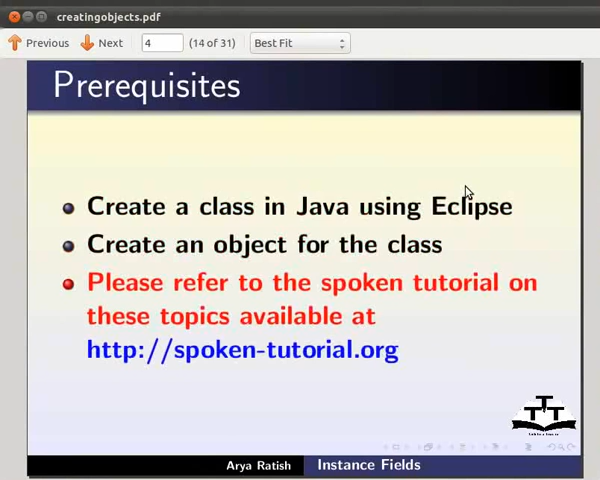 creatingobjects.pdf
Previous Next 4 (14 of 31) Best Fit
Prerequisites
Create a class in Java using Eclipse
Create an object for the class
Please refer to the spoken tutorial on
these topics available at
http://spoken-tutorial.org
Arya Ratish Instance Fields